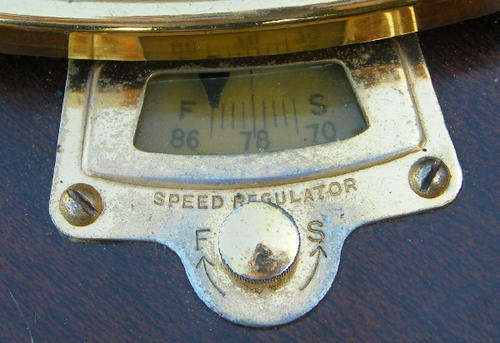 F S
86 78 70
SPEED REGULATOR
F S